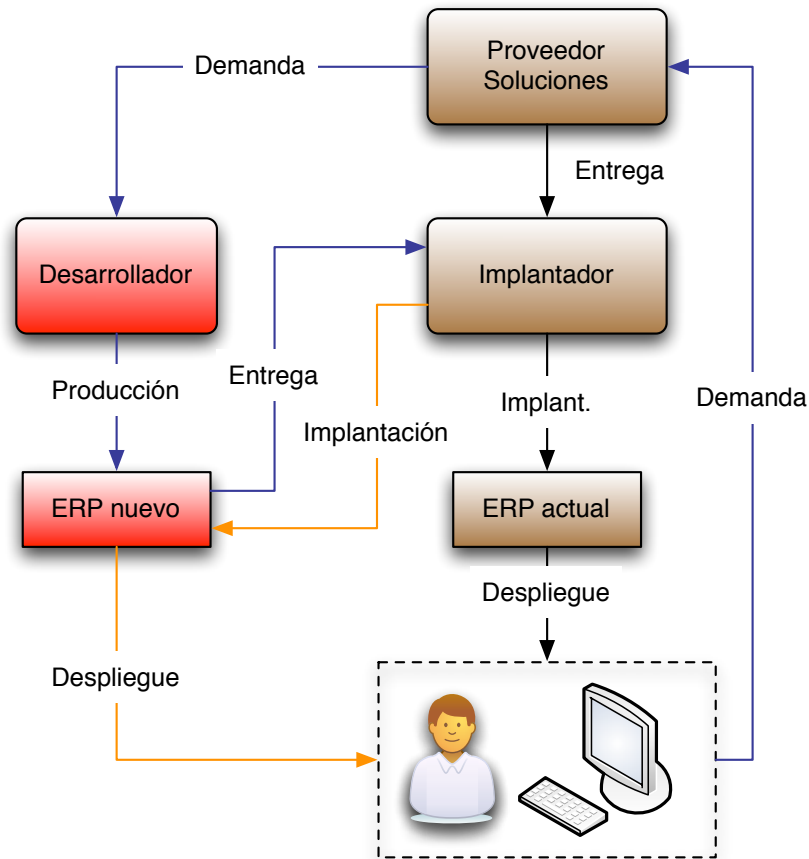 Proveedor
Soluciones
Demanda
Entrega
Desarrollador
Implantador
Producción
Entrega
Implant.
Demanda
Implantación
ERP nuevo
ERP actual
Despliegue
Despliegue